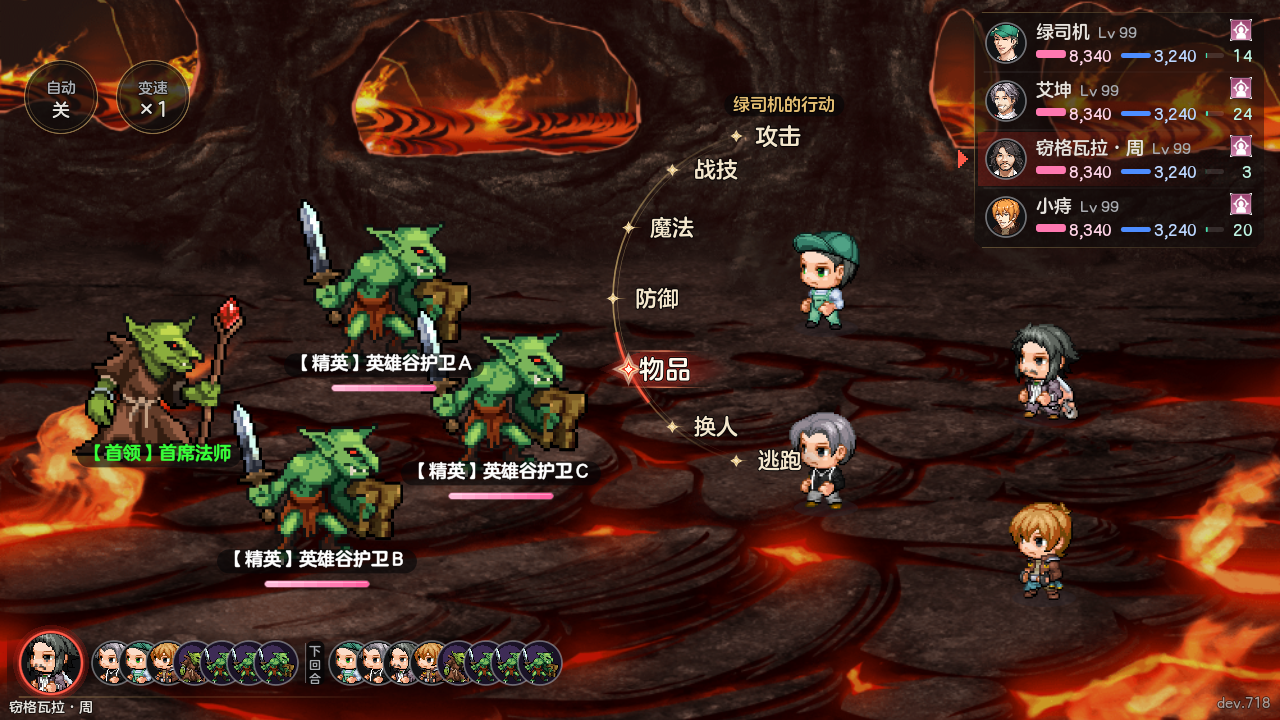 自动
关
变速
×1
绿司机的行动
攻击
战技
魔法
防御
物品
换人
逃跑
绿司机 Lv 99
8,340 3,240 14
艾坤 Lv 99
8,340 3,240 24
窃格瓦拉·周 Lv 99
8,340 3,240 3
小痔 Lv 99
8,340 3,240 20
【精英】英雄谷护卫A
【首领】首席法师
【精英】英雄谷护卫C
【精英】英雄谷护卫B
下回合
窃格瓦拉·周
dev.718